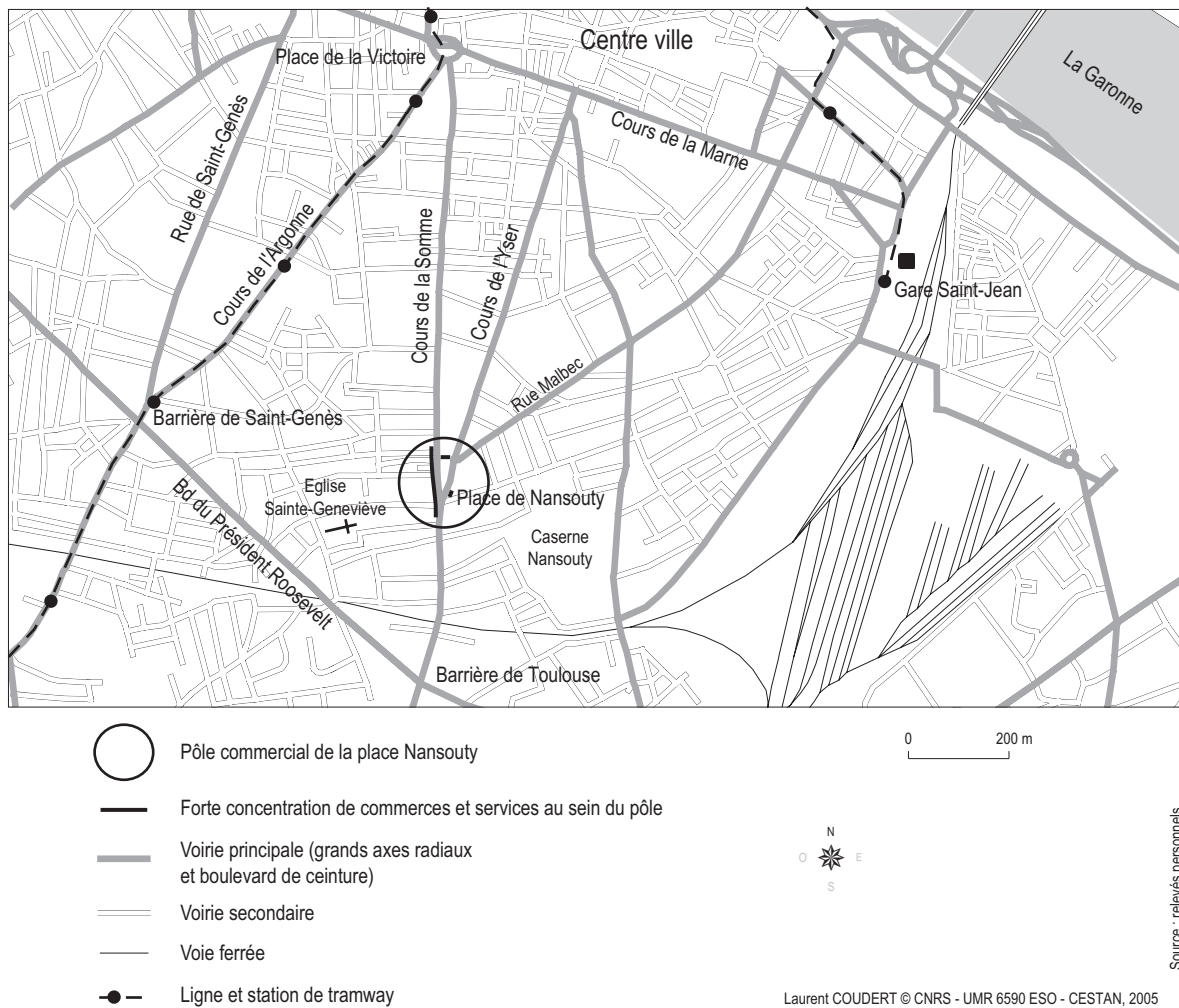 Centre ville
Place de la Victoire
La Garonne
Rue de Saint-Genès
Cours de la Marne
Cours de l'Argonne
Cours de la Somme
Cours de l'Yser
Gare Saint-Jean
Rue Malbec
Barrière de Saint-Genès
Eglise
Sainte-Geneviève
Place de Nansouty
Bd du Président Roosevelt
Caserne
Nansouty
Barrière de Toulouse
Pôle commercial de la place Nansouty
Forte concentration de commerces et services au sein du pôle
Voirie principale (grands axes radiaux
et boulevard de ceinture)
Voirie secondaire
Voie ferrée
Ligne et station de tramway
0 200 m
N
O E
S
Source : relevés personnels
Laurent COUDERT © CNRS - UMR 6590 ESO - CESTAN, 2005